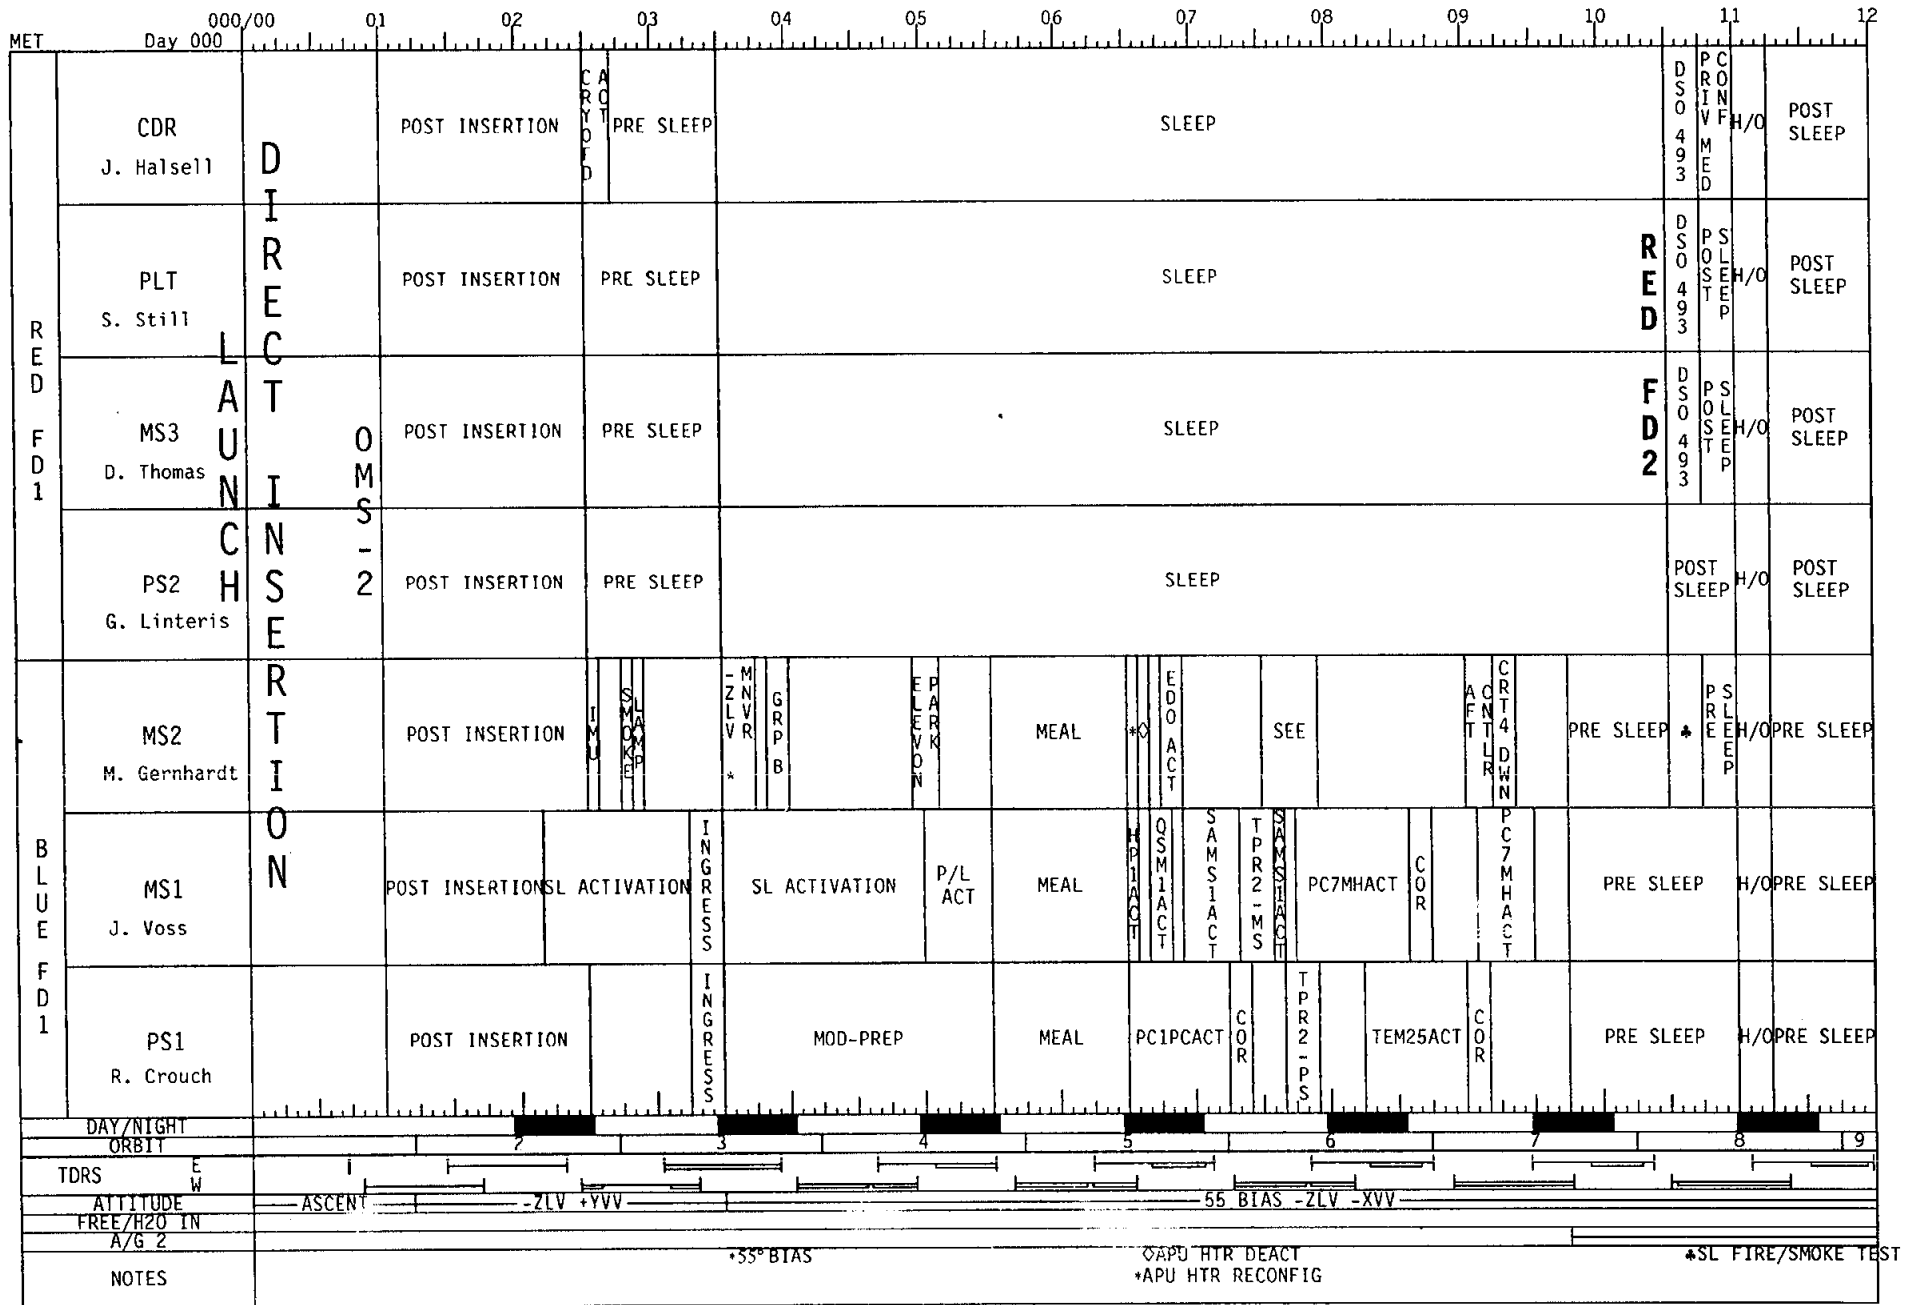 000/00 01 02 03 04 05 06 07 08 09 10 11 12
MET Day 000
RED FD1
BLUE FD1
LAUNCH
DIRECT INSERTION
OMS-2
RED FD2
CDR
J. Halsell
POST INSERTION
CRYOFD ACT
PRE SLEEP
SLEEP
DSO 493
PRIV MED CONF
H/O
POST SLEEP
PLT
S. Still
POST INSERTION
PRE SLEEP
SLEEP
DSO 493
POST SLEEP
H/O
POST SLEEP
MS3
D. Thomas
POST INSERTION
PRE SLEEP
SLEEP
DSO 493
POST SLEEP
H/O
POST SLEEP
PS2
G. Linteris
POST INSERTION
PRE SLEEP
SLEEP
POST SLEEP
H/O
POST SLEEP
MS2
M. Gernhardt
POST INSERTION
IMU
SMOKE
LAMP
-ZLV MNVR *
GRP B
ELEVON PARK
MEAL
*◊
EDO ACT
SEE
AFT CNTLR
CRT4 DWN
PRE SLEEP
♣
PRE SLEEP
H/O
PRE SLEEP
MS1
J. Voss
POST INSERTION
SL ACTIVATION
INGRESS
SL ACTIVATION
P/L ACT
MEAL
HP1ACT
QSM1ACT
SAMS1ACT
TPR2-MS
SAMS1ACT
PC7MHACT
COR
PC7MHACT
PRE SLEEP
H/O
PRE SLEEP
PS1
R. Crouch
POST INSERTION
INGRESS
MOD-PREP
MEAL
PC1PCACT
COR
TPR2-PS
TEM25ACT
COR
PRE SLEEP
H/O
PRE SLEEP
DAY/NIGHT
ORBIT 2 3 4 5 6 7 8 9
TDRS E
W
ATTITUDE ASCENT -ZLV +YVV 55 BIAS -ZLV -XVV
FREE/H2O IN
A/G 2
NOTES
*55° BIAS
◊APU HTR DEACT
*APU HTR RECONFIG
♣SL FIRE/SMOKE TEST